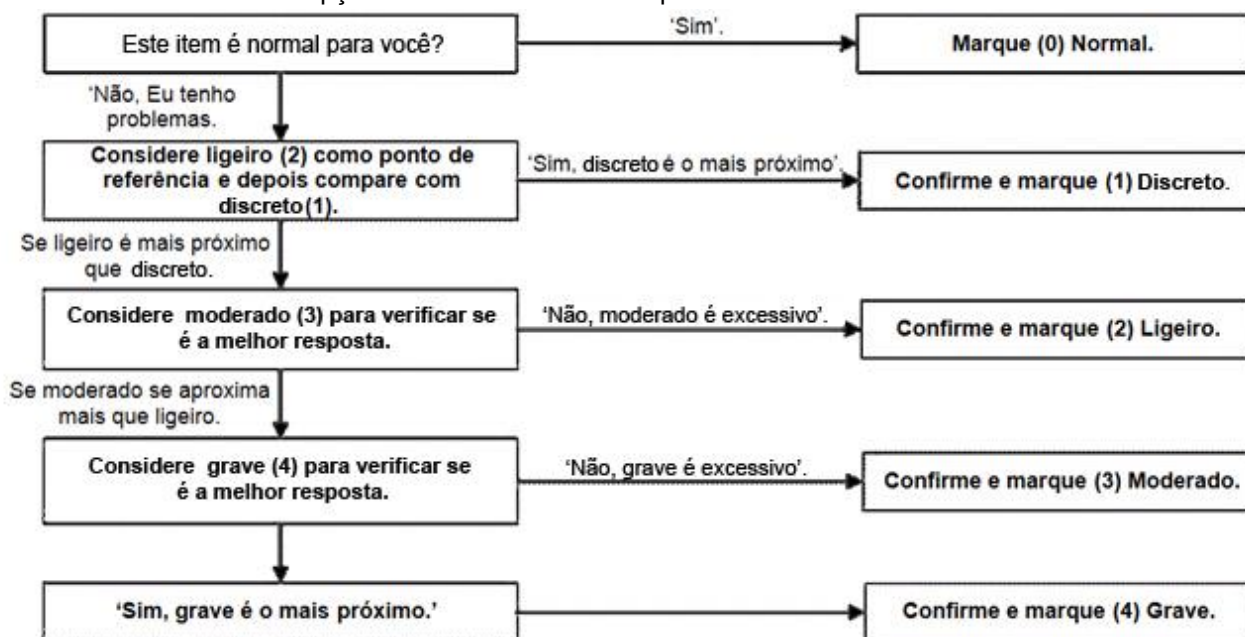 Este item é normal para você?
'Sim'.
Marque (0) Normal.
'Não, Eu tenho
problemas.
Considere ligeiro (2) como ponto de
referência e depois compare com
discreto (1).
'Sim, discreto é o mais próximo'.
Confirme e marque (1) Discreto.
Se ligeiro é mais próximo
que discreto.
Considere moderado (3) para verificar se
é a melhor resposta.
'Não, moderado é excessivo'.
Confirme e marque (2) Ligeiro.
Se moderado se aproxima
mais que ligeiro.
Considere grave (4) para verificar se
é a melhor resposta.
'Não, grave é excessivo'.
Confirme e marque (3) Moderado.
'Sim, grave é o mais próximo.'
Confirme e marque (4) Grave.